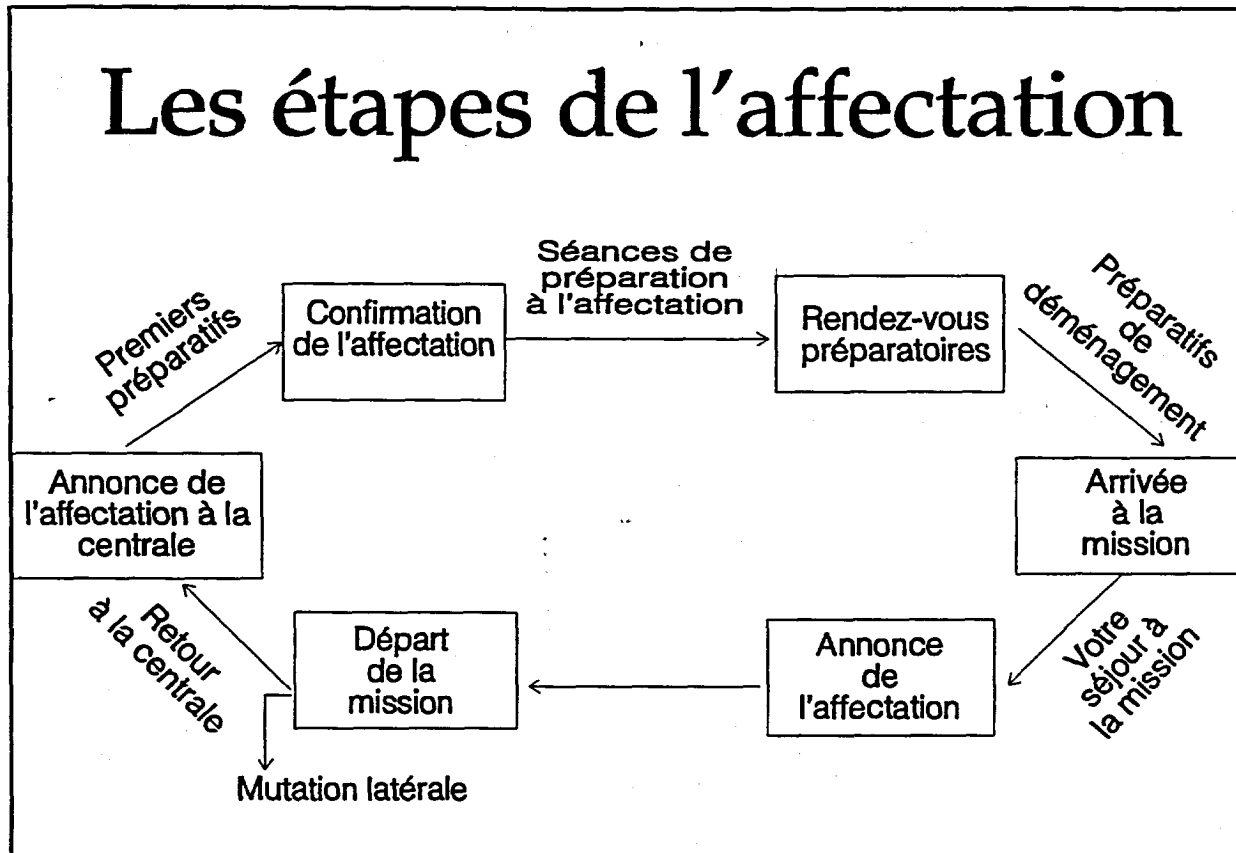 Les étapes de l'affectation
Premiers
préparatifs
Confirmation
de l'affectation
Séances de
préparation
à l'affectation
Rendez-vous
préparatoires
Préparatifs
de
déménagement
Annonce de
l'affectation à la
centrale
Arrivée
à la
mission
Retour
à la centrale
Départ
de la
mission
Annonce
de
l'affectation
Votre
séjour à
la mission
Mutation latérale